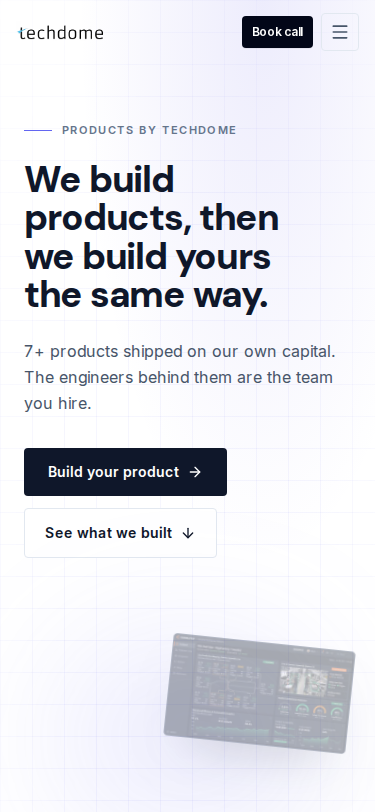 techdome
Book call
PRODUCTS BY TECHDOME
We build
products, then
we build yours
the same way.
7+ products shipped on our own capital.
The engineers behind them are the team
you hire.
Build your product
See what we built